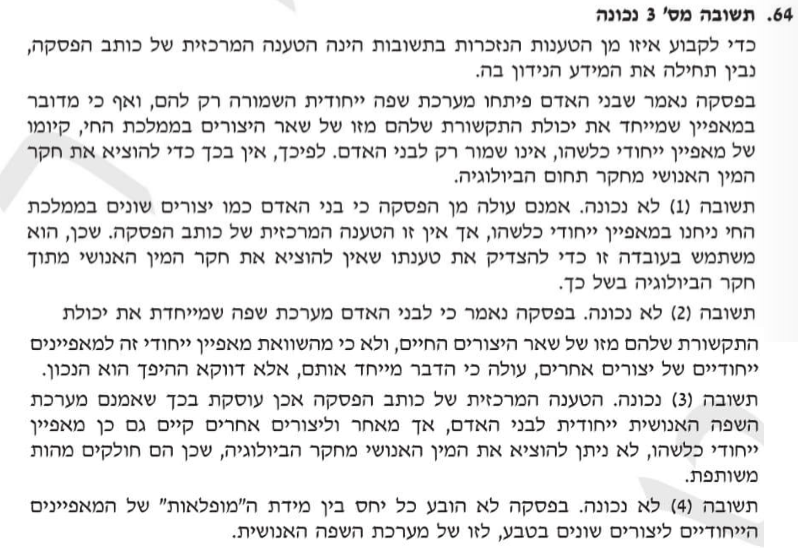 64. תשובה מס' 3 נכונה
כדי לקבוע איזו מן הטענות הנזכרות בתשובות הינה הטענה המרכזית של כותב הפסקה,
נבין תחילה את המידע הנידון בה.
בפסקה נאמר שבני האדם פיתחו מערכת שפה ייחודית השמורה רק להם, ואף כי מדובר
במאפיין שמייחד את יכולת התקשורת שלהם מזו של שאר היצורים בממלכת החי, קיומו
של מאפיין ייחודי כלשהו, אינו שמור רק לבני האדם. לפיכך, אין בכך כדי להוציא את חקר
המין האנושי מחקר תחום הביולוגיה.
תשובה (1) לא נכונה. אמנם עולה מן הפסקה כי בני האדם כמו יצורים שונים בממלכת
החי ניחנו במאפיין ייחודי כלשהו, אך אין זו הטענה המרכזית של כותב הפסקה. שכן, הוא
משתמש בעובדה זו כדי להצדיק את טענתו שאין להוציא את חקר המין האנושי מתוך
חקר הביולוגיה בשל כך.
תשובה (2) לא נכונה. בפסקה נאמר כי לבני האדם מערכת שפה שמייחדת את יכולת
התקשורת שלהם מזו של שאר היצורים החיים, ולא כי מהשוואת מאפיין ייחודי זה למאפיינים
ייחודיים של יצורים אחרים, עולה כי הדבר מייחד אותם, אלא דווקא ההיפך הוא הנכון.
תשובה (3) נכונה. הטענה המרכזית של כותב הפסקה אכן עוסקת בכך שאמנם מערכת
השפה האנושית ייחודית לבני האדם, אך מאחר וליצורים אחרים קיים גם כן מאפיין
ייחודי כלשהו, לא ניתן להוציא את המין האנושי מחקר הביולוגיה, שכן הם חולקים מהות
משותפת.
תשובה (4) לא נכונה. בפסקה לא הובע כל יחס בין מידת ה"מופלאות" של המאפיינים
הייחודיים ליצורים שונים בטבע, לזו של מערכת השפה האנושית.